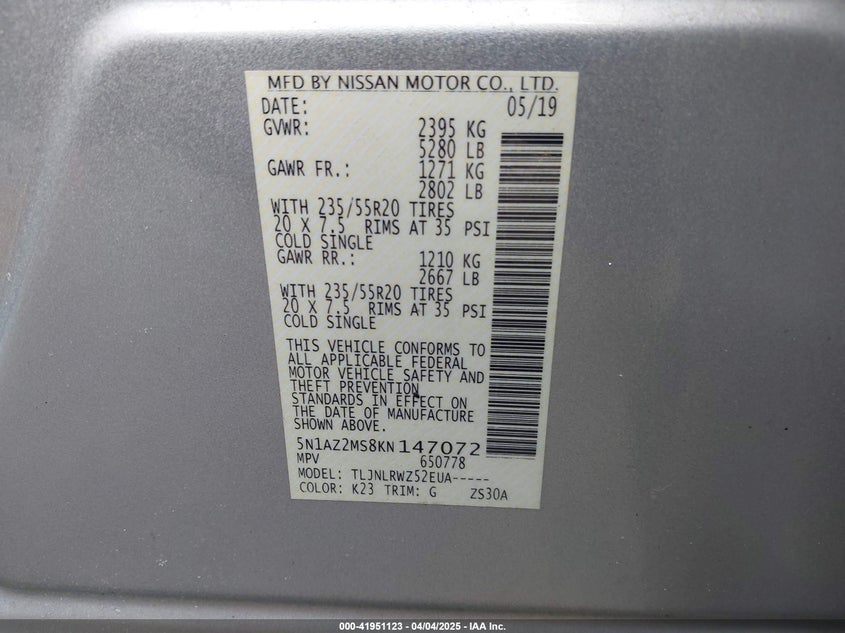 MFD BY NISSAN MOTOR CO., LTD.
DATE: 05/19
GVWR: 2395 KG
5280 LB
GAWR FR.: 1271 KG
2802 LB
WITH 235/55R20 TIRES
20 X 7.5 RIMS AT 35 PSI
COLD SINGLE
GAWR RR.: 1210 KG
2667 LB
WITH 235/55R20 TIRES
20 X 7.5 RIMS AT 35 PSI
COLD SINGLE
THIS VEHICLE CONFORMS TO
ALL APPLICABLE FEDERAL
MOTOR VEHICLE SAFETY AND
THEFT PREVENTION
STANDARDS IN EFFECT ON
THE DATE OF MANUFACTURE
SHOWN ABOVE.
5N1AZ2MS8KN147072
MPV 650778
MODEL: TLJNLRWZ52EUA-----
COLOR: K23 TRIM: G ZS30A
000-41951123 - 04/04/2025 - IAA Inc.